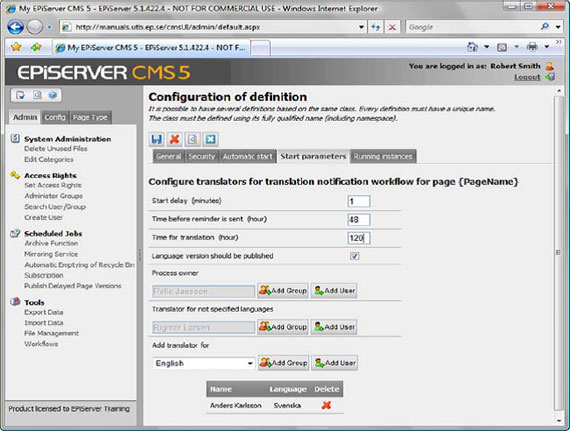 My EPiServer CMS 5 - EPiServer 5.1.422.4 - NOT FOR COMMERCIAL USE - Windows Internet Explorer
http://manuals.utb.ep.se/cmsUI/admin/default.aspx
Google
My EPiServer CMS 5 - EPiServer 5.1.422.4 - NOT F...
EPiSERVER CMS 5
You are logged in as: Robert Smith
Logout
Admin Config Page Type
System Administration
Delete Unused Files
Edit Categories
Access Rights
Set Access Rights
Administer Groups
Search User/Group
Create User
Scheduled Jobs
Archive Function
Mirroring Service
Automatic Emptying of Recycle Bin
Subscription
Publish Delayed Page Versions
Tools
Export Data
Import Data
File Management
Workflows
Product licensed to EPiServer Training
Configuration of definition
It is possible to have several definitions based on the same class. Every definition must have a unique name.
The class must be defined using its fully qualified name (including namespace).
General Security Automatic start Start parameters Running instances
Configure translators for translation notification workflow for page {PageName}
Start delay (minutes) 1
Time before reminder is sent (hour) 48
Time for translation (hour) 120
Language version should be published
Process owner
Pelle Jansson Add Group Add User
Translator for not specified languages
Rigmor Larsen Add Group Add User
Add translator for
English Add Group Add User
Name Language Delete
Anders Karlsson Svenska